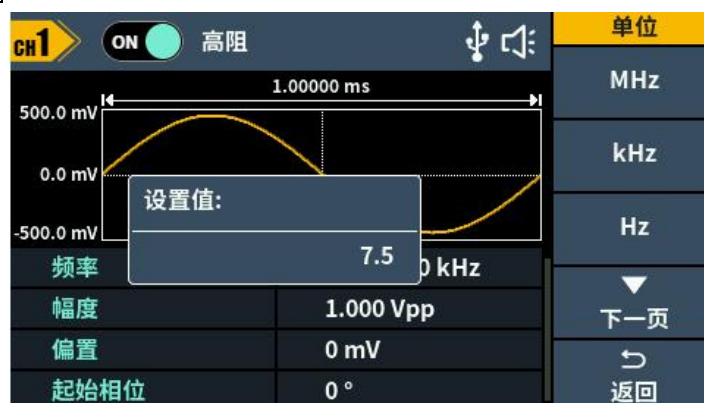 CH1 ON 高阻
单位
1.00000 ms
500.0 mV
0.0 mV
-500.0 mV
设置值:
7.5
频率 0 kHz
幅度 1.000 Vpp
偏置 0 mV
起始相位 0 °
MHz
kHz
Hz
下一页
返回